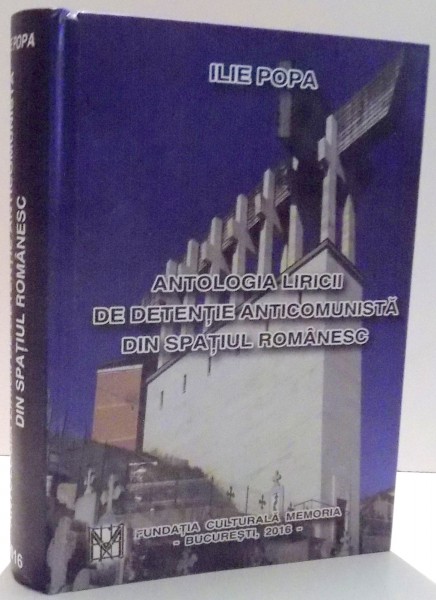 ILIE POPA
ANTOLOGIA LIRICII
DE DETENȚIE ANTICOMUNISTĂ
DIN SPAȚIUL ROMÂNESC
FUNDAȚIA CULTURALĂ MEMORIA
- BUCUREȘTI, 2016 -
POPA
DIN SPAȚIUL ROMÂNESC